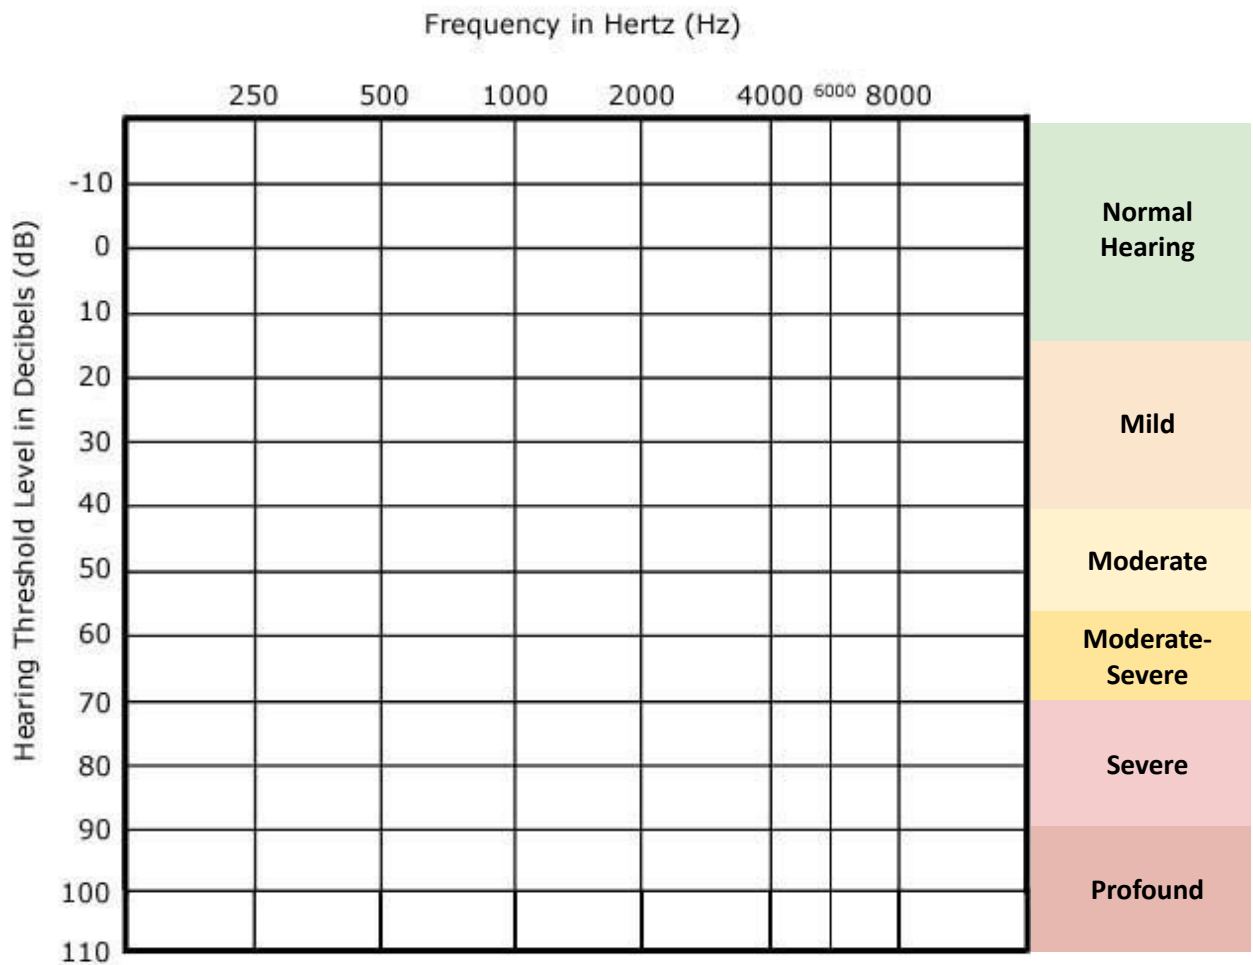 Frequency in Hertz (Hz)
250 500 1000 2000 4000 6000 8000
Hearing Threshold Level in Decibels (dB)
-10
0
10
20
30
40
50
60
70
80
90
100
110
Normal
Hearing
Mild
Moderate
Moderate-
Severe
Severe
Profound